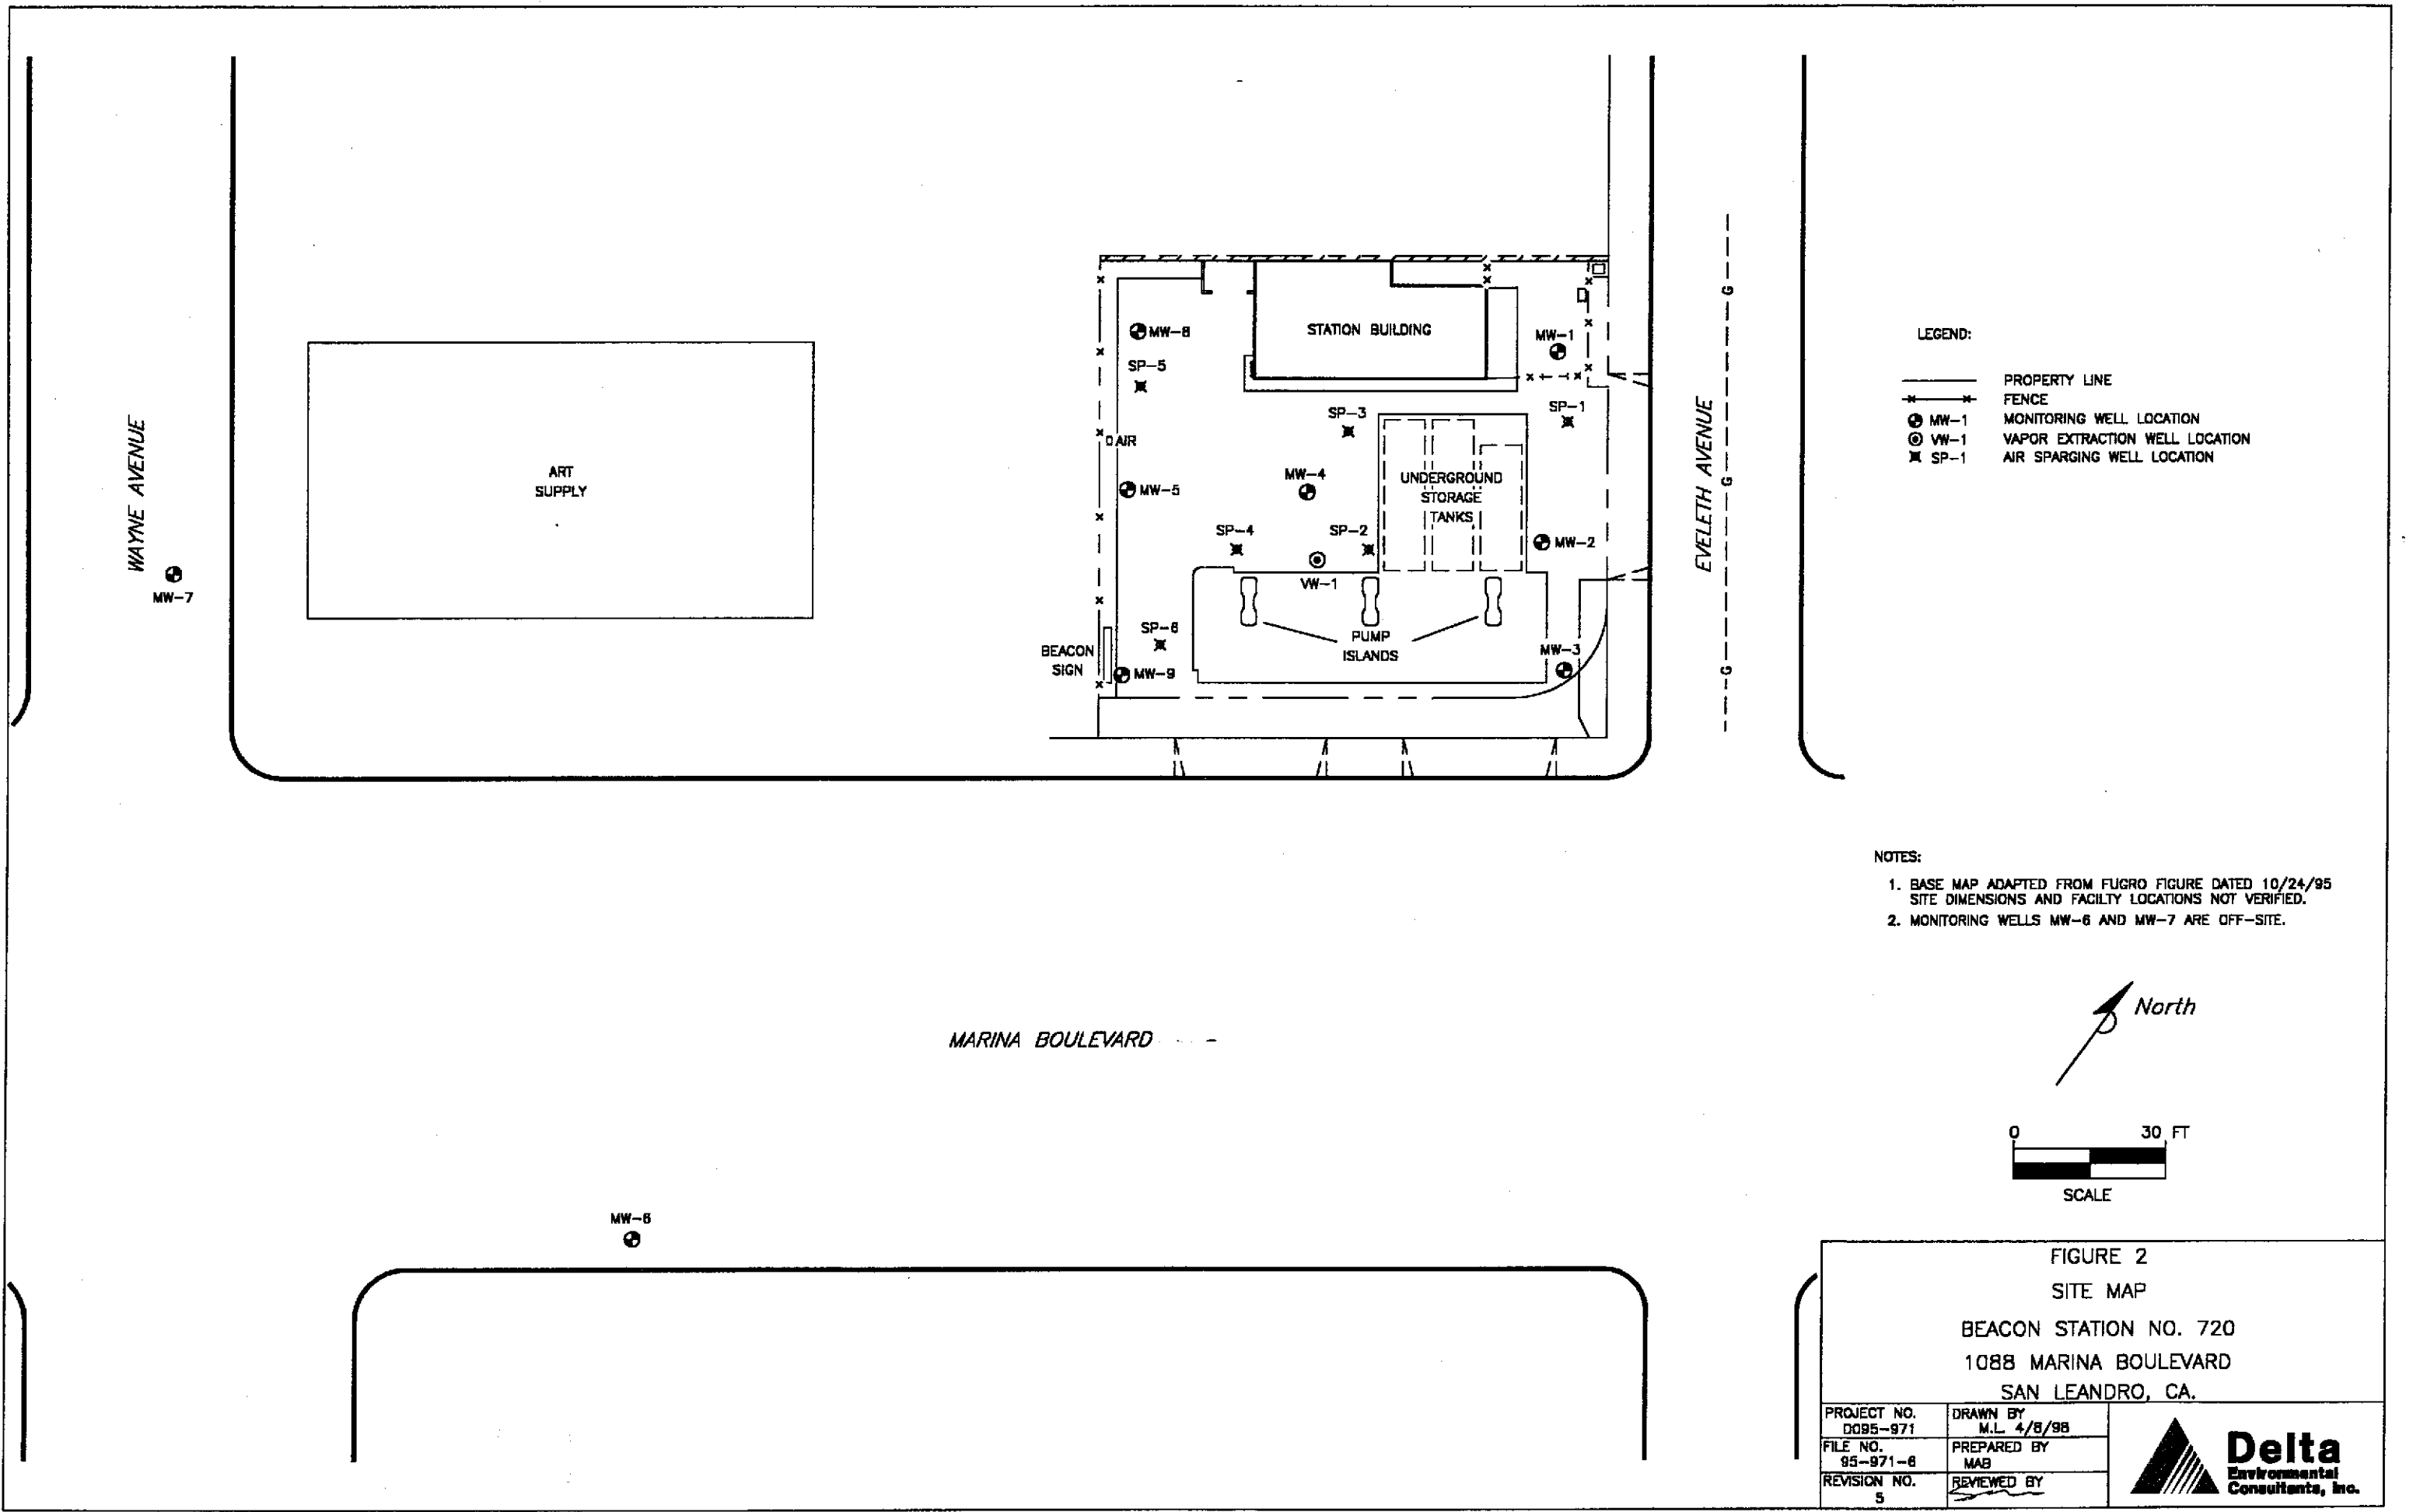 STATION BUILDING
MW-8
MW-1
SP-5
SP-3
SP-1
AIR
MW-4
MW-5
UNDERGROUND
STORAGE
TANKS
SP-4
SP-2
MW-2
VW-1
SP-6
PUMP
ISLANDS
BEACON
SIGN
MW-9
MW-3
ART
SUPPLY
WAYNE AVENUE
MW-7
EVELETH AVENUE
G
G
G
LEGEND:
PROPERTY LINE
FENCE
MW-1 MONITORING WELL LOCATION
VW-1 VAPOR EXTRACTION WELL LOCATION
SP-1 AIR SPARGING WELL LOCATION
NOTES:
1. BASE MAP ADAPTED FROM FUGRO FIGURE DATED 10/24/95
SITE DIMENSIONS AND FACILTY LOCATIONS NOT VERIFIED.
2. MONITORING WELLS MW-6 AND MW-7 ARE OFF-SITE.
North
MARINA BOULEVARD
0 30 FT
SCALE
MW-6
FIGURE 2
SITE MAP
BEACON STATION NO. 720
1088 MARINA BOULEVARD
SAN LEANDRO, CA.
PROJECT NO.
D095-971
DRAWN BY
M.L. 4/8/98
FILE NO.
95-971-6
PREPARED BY
MAB
REVISION NO.
5
REVIEWED BY
Delta
Environmental
Consultants, Inc.